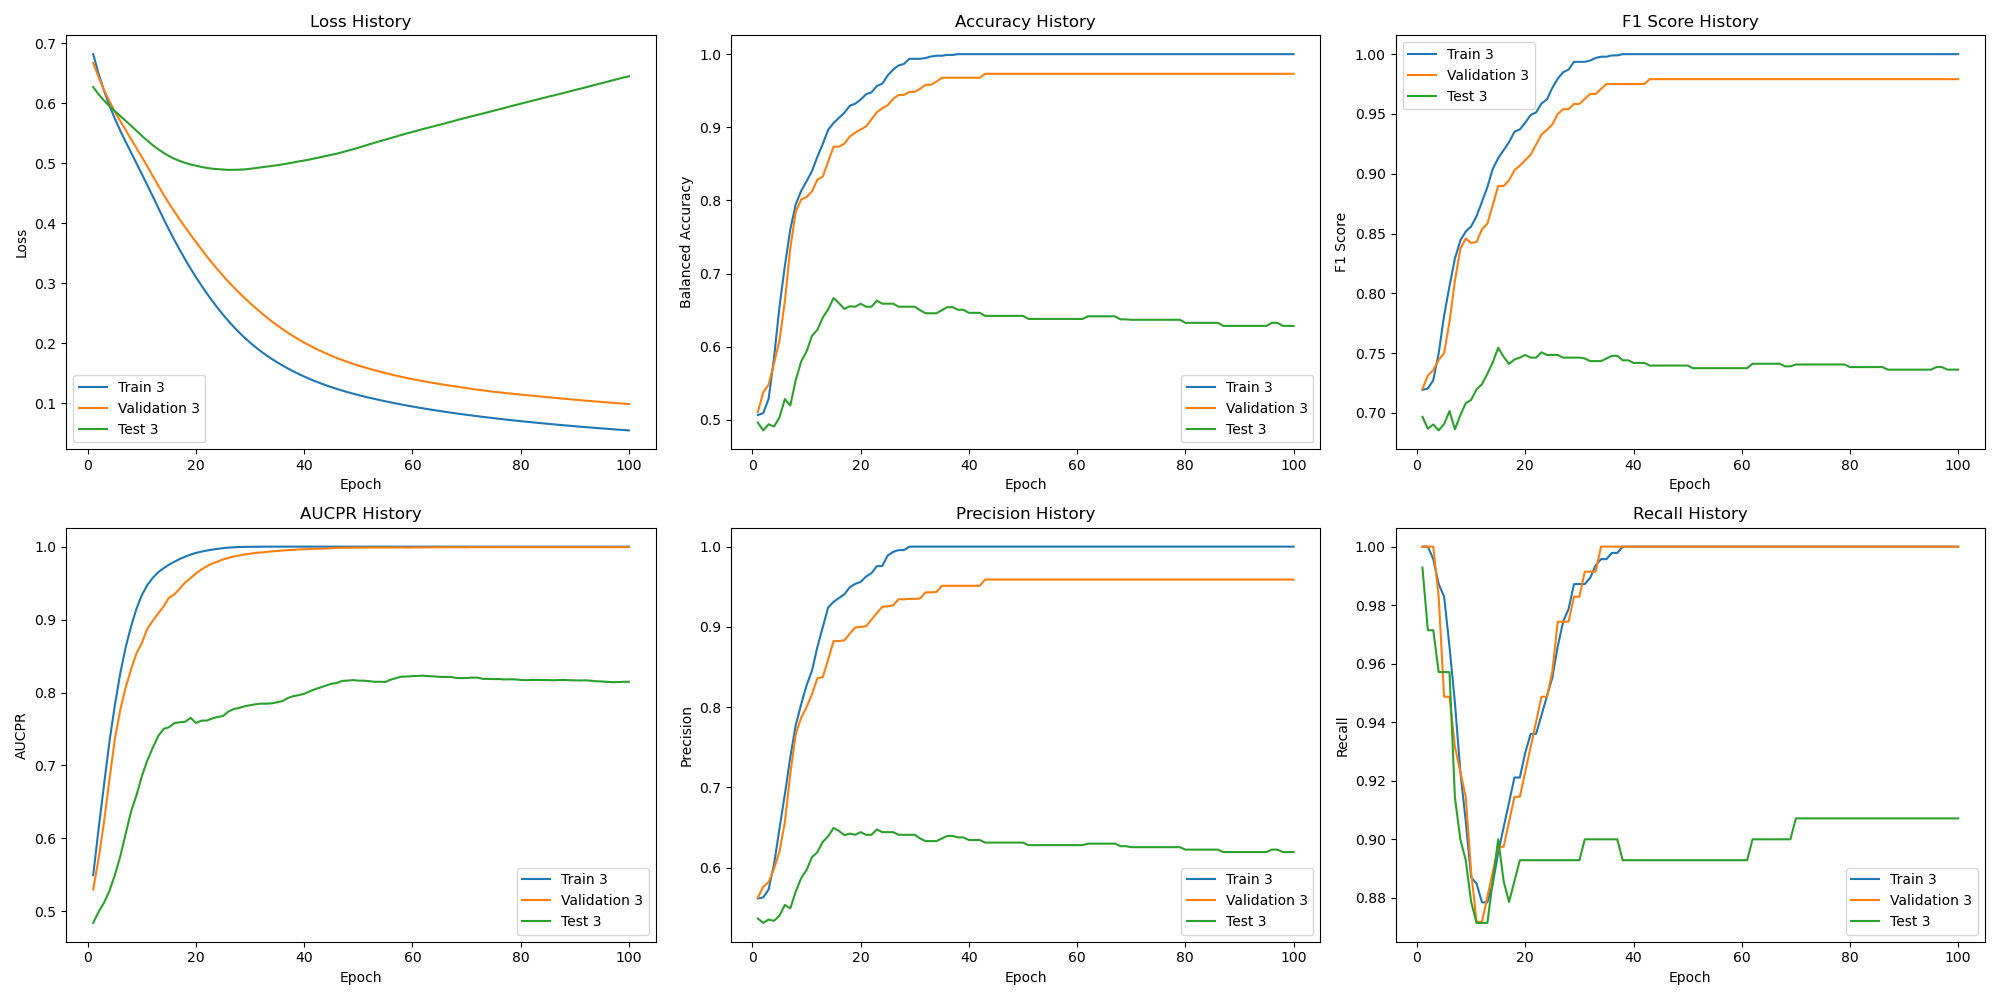 Loss History
Loss
0.7
0.6
0.5
0.4
0.3
0.2
0.1
Train 3
Validation 3
Test 3
0 20 40 60 80 100
Epoch
Accuracy History
Balanced Accuracy
1.0
0.9
0.8
0.7
0.6
0.5
Train 3
Validation 3
Test 3
0 20 40 60 80 100
Epoch
F1 Score History
F1 Score
1.00
0.95
0.90
0.85
0.80
0.75
0.70
Train 3
Validation 3
Test 3
0 20 40 60 80 100
Epoch
AUCPR History
AUCPR
1.0
0.9
0.8
0.7
0.6
0.5
Train 3
Validation 3
Test 3
0 20 40 60 80 100
Epoch
Precision History
Precision
1.0
0.9
0.8
0.7
0.6
Train 3
Validation 3
Test 3
0 20 40 60 80 100
Epoch
Recall History
Recall
1.00
0.98
0.96
0.94
0.92
0.90
0.88
Train 3
Validation 3
Test 3
0 20 40 60 80 100
Epoch